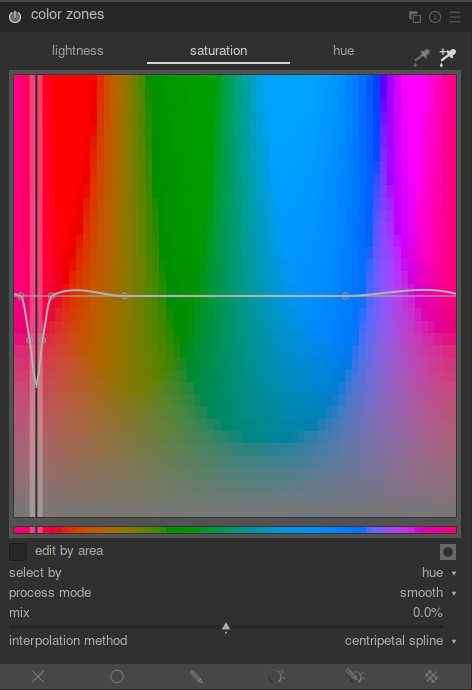 color zones
lightness saturation hue
edit by area
select by hue
process mode smooth
mix 0.0%
interpolation method centripetal spline